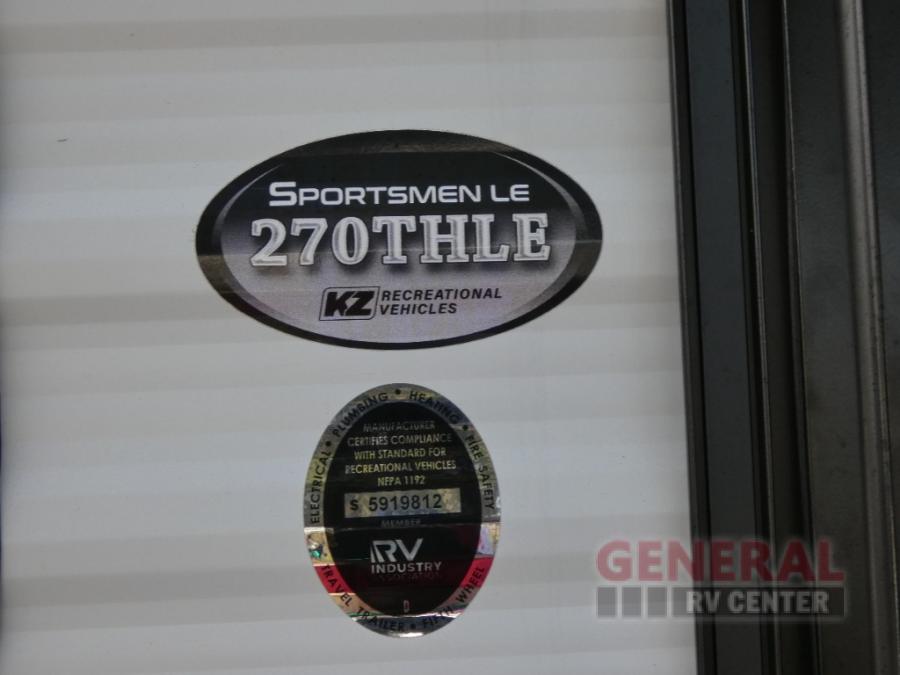 SPORTSMEN LE
270THLE
KZ RECREATIONAL
VEHICLES
ELECTRICAL • PLUMBING • HEATING • FIRE SAFETY
MANUFACTURER
CERTIFIES COMPLIANCE
WITH STANDARD FOR
RECREATIONAL VEHICLES
NFPA 1192
S 5919812
MEMBER
RV
INDUSTRY
ASSOCIATION
D
TRAVEL TRAILER • FIFTH WHEEL
GENERAL
RV CENTER